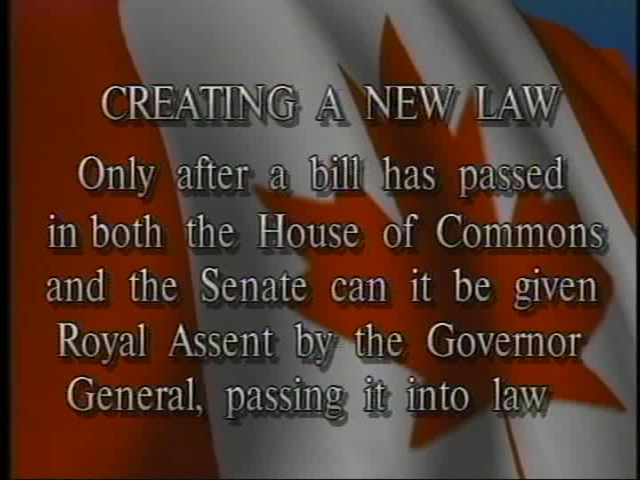 CREATING A NEW LAW
Only after a bill has passed
in both the House of Commons
and the Senate can it be given
Royal Assent by the Governor
General, passing it into law